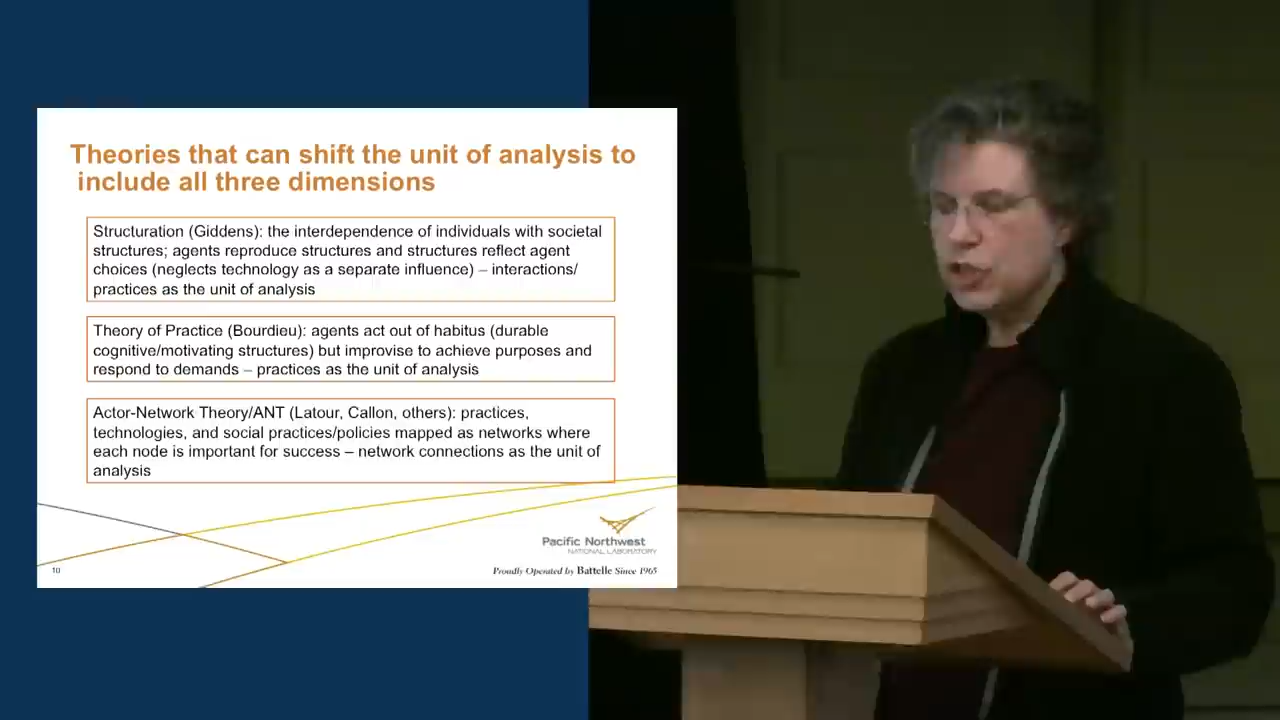 Theories that can shift the unit of analysis to
include all three dimensions
Structuration (Giddens): the interdependence of individuals with societal
structures; agents reproduce structures and structures reflect agent
choices (neglects technology as a separate influence) – interactions/
practices as the unit of analysis
Theory of Practice (Bourdieu): agents act out of habitus (durable
cognitive/motivating structures) but improvise to achieve purposes and
respond to demands – practices as the unit of analysis
Actor-Network Theory/ANT (Latour, Callon, others): practices,
technologies, and social practices/policies mapped as networks where
each node is important for success – network connections as the unit of
analysis
Pacific Northwest
NATIONAL LABORATORY
10
Proudly Operated by Battelle Since 1965